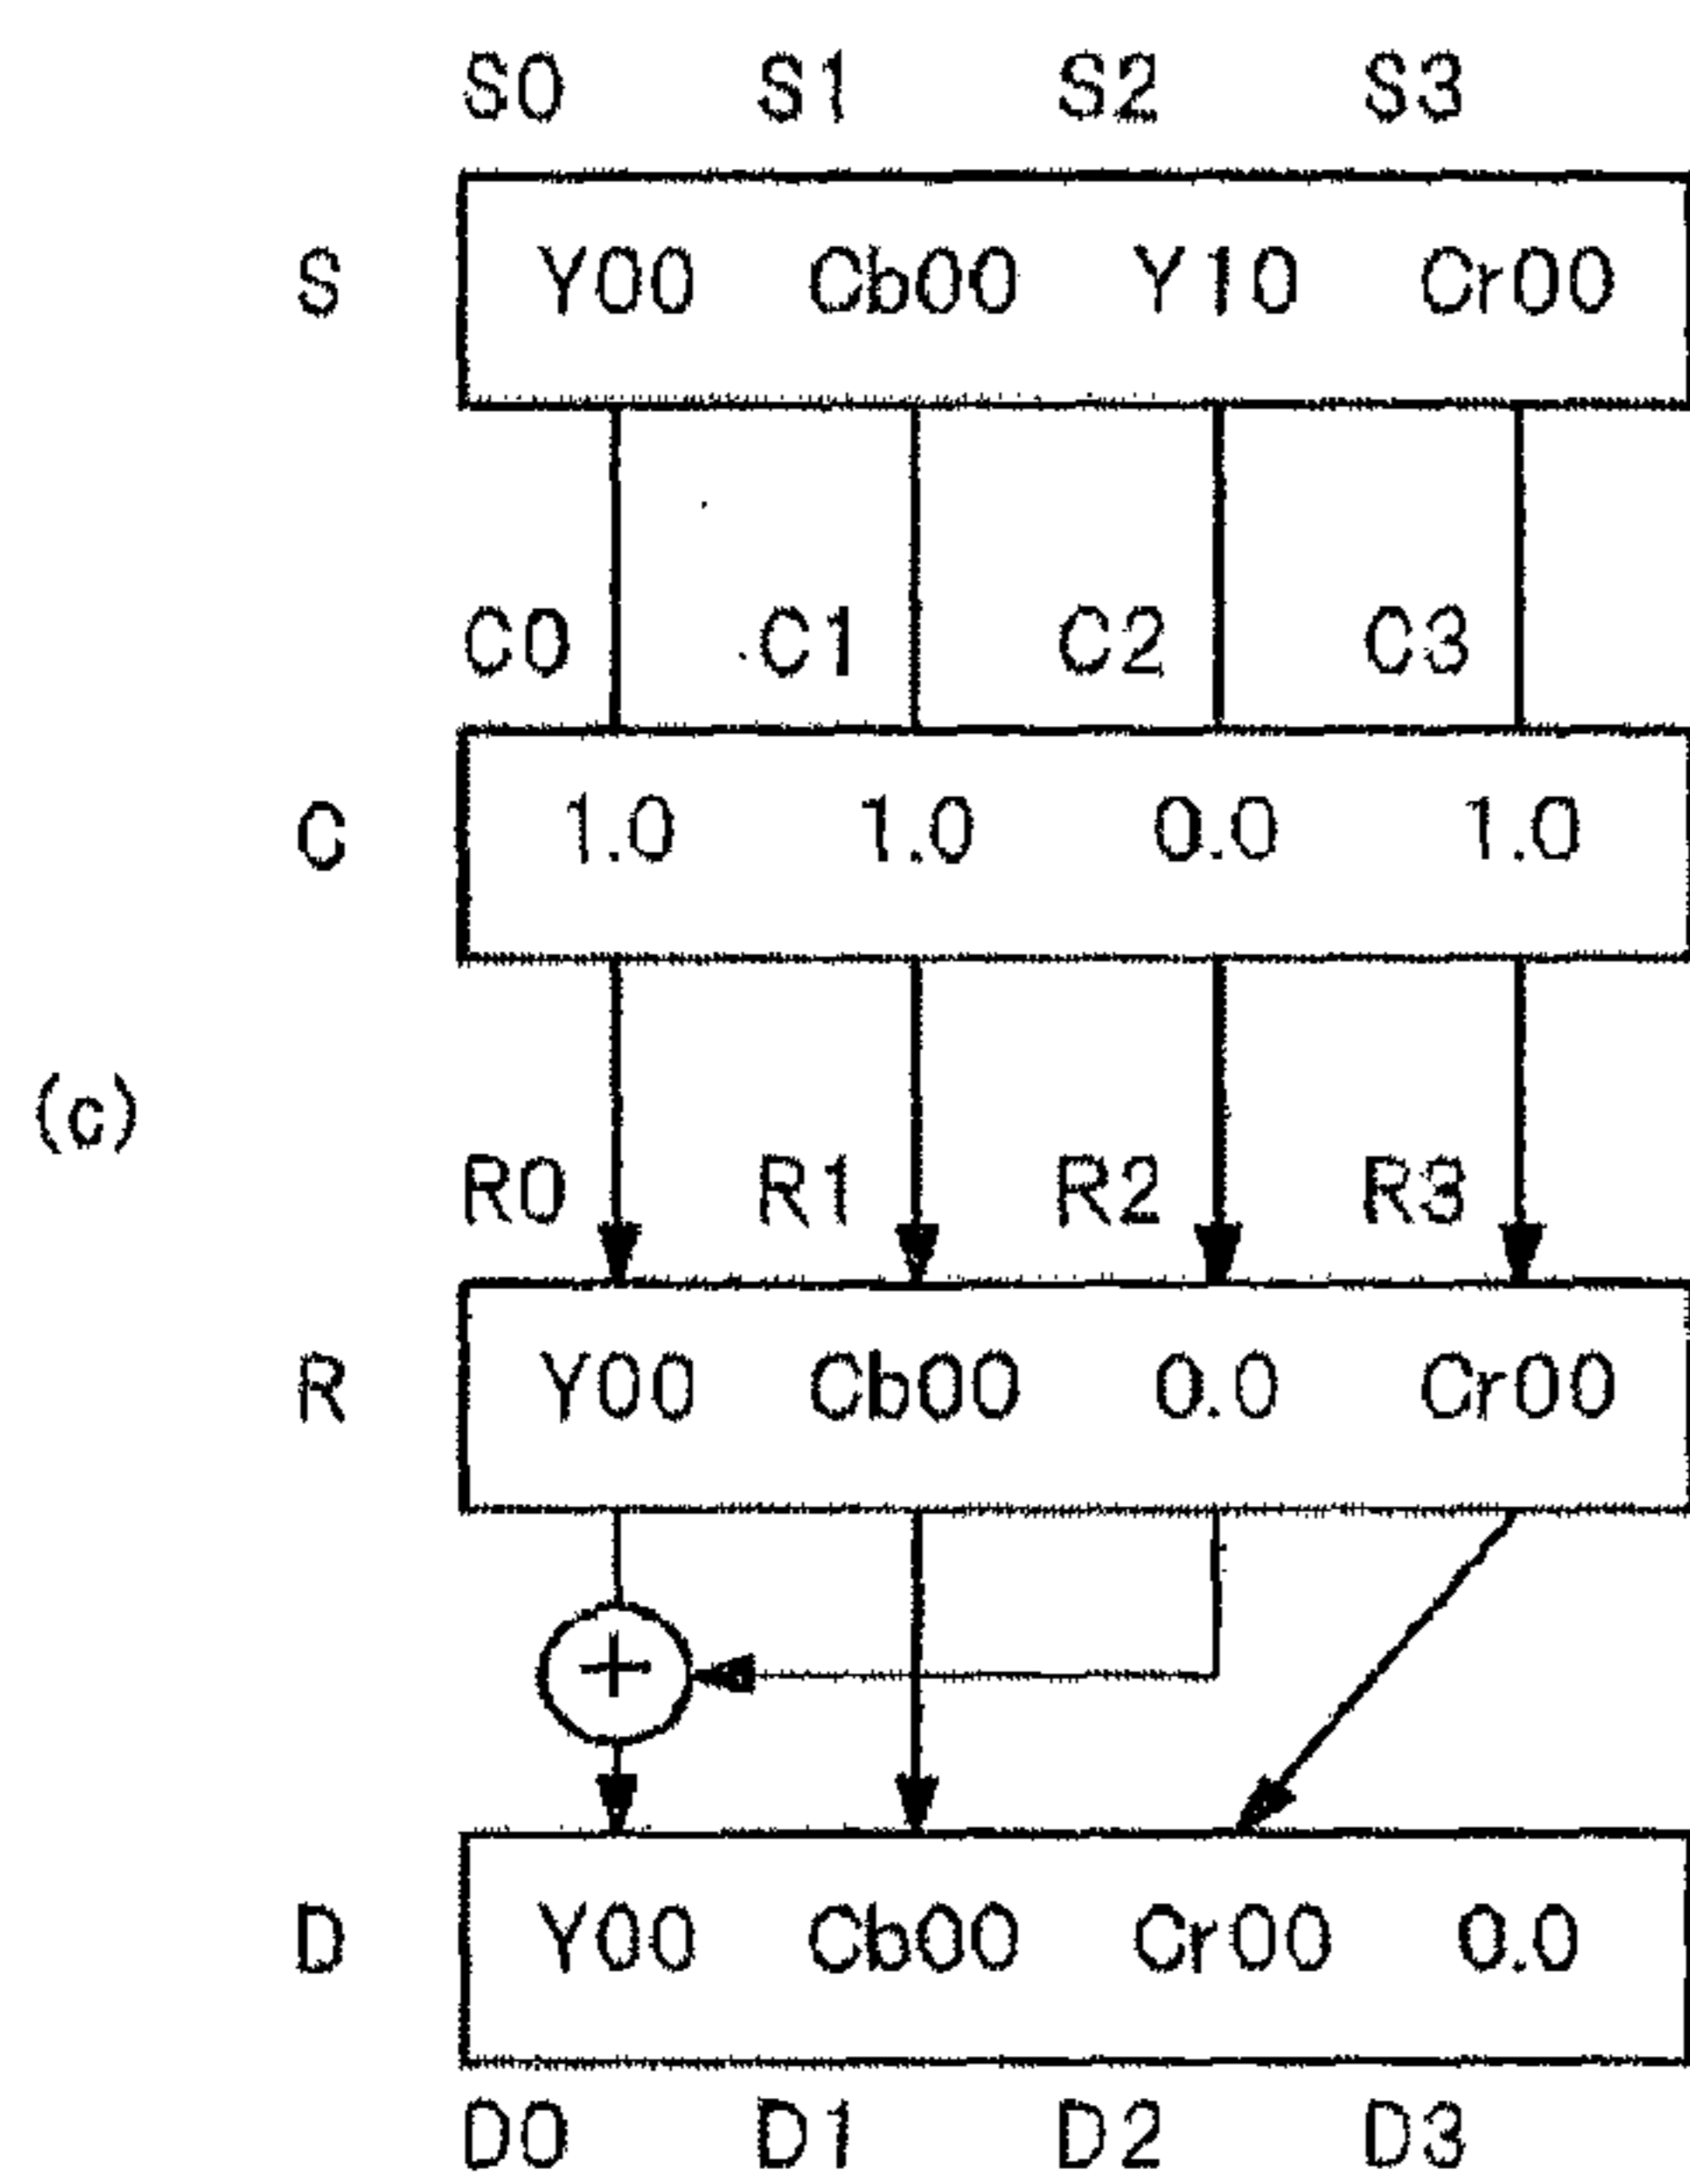 S0 S1 S2 S3
S Y00 Cb00 Y10 Cr00
C0 C1 C2 C3
C 1.0 1.0 0.0 1.0
(c)
R0 R1 R2 R3
R Y00 Cb00 0.0 Cr00
+
D Y00 Cb00 Cr00 0.0
D0 D1 D2 D3